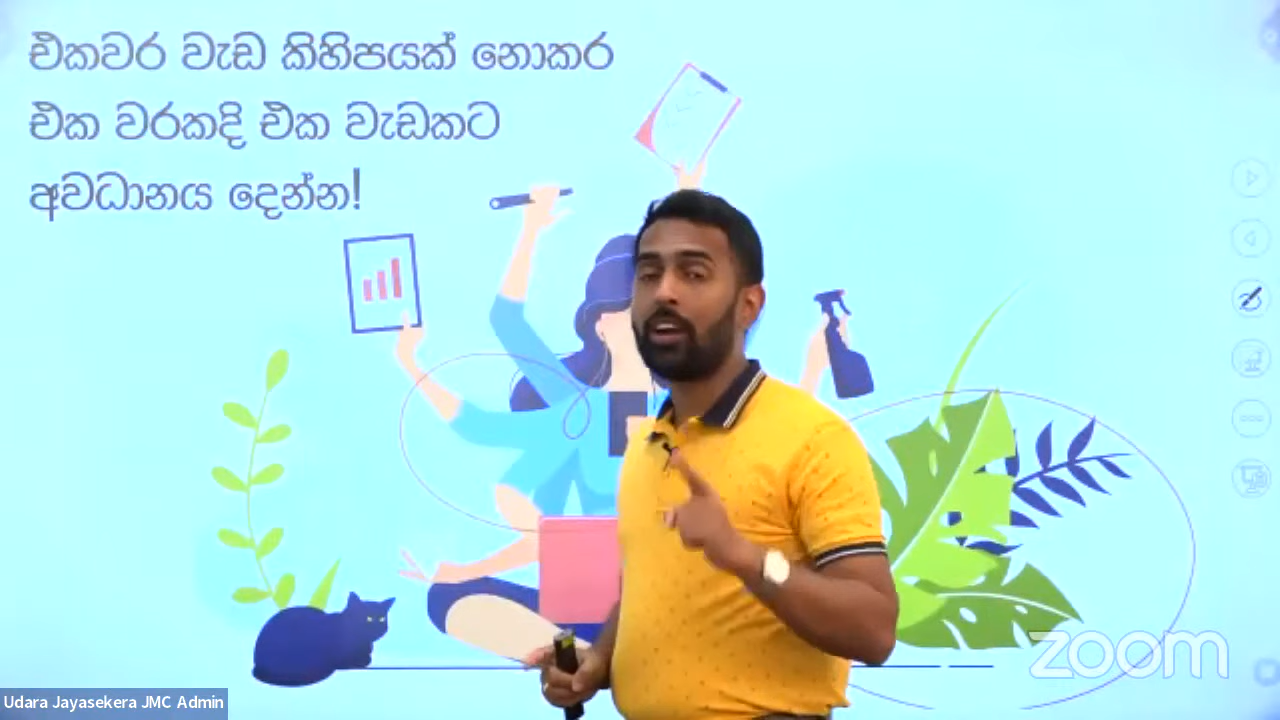 එකවර වැඩ කිහිපයක් නොකර
එක වරකදි එක වැඩකට
අවධානය දෙන්න!
zoom
Udara Jayasekera JMC Admin